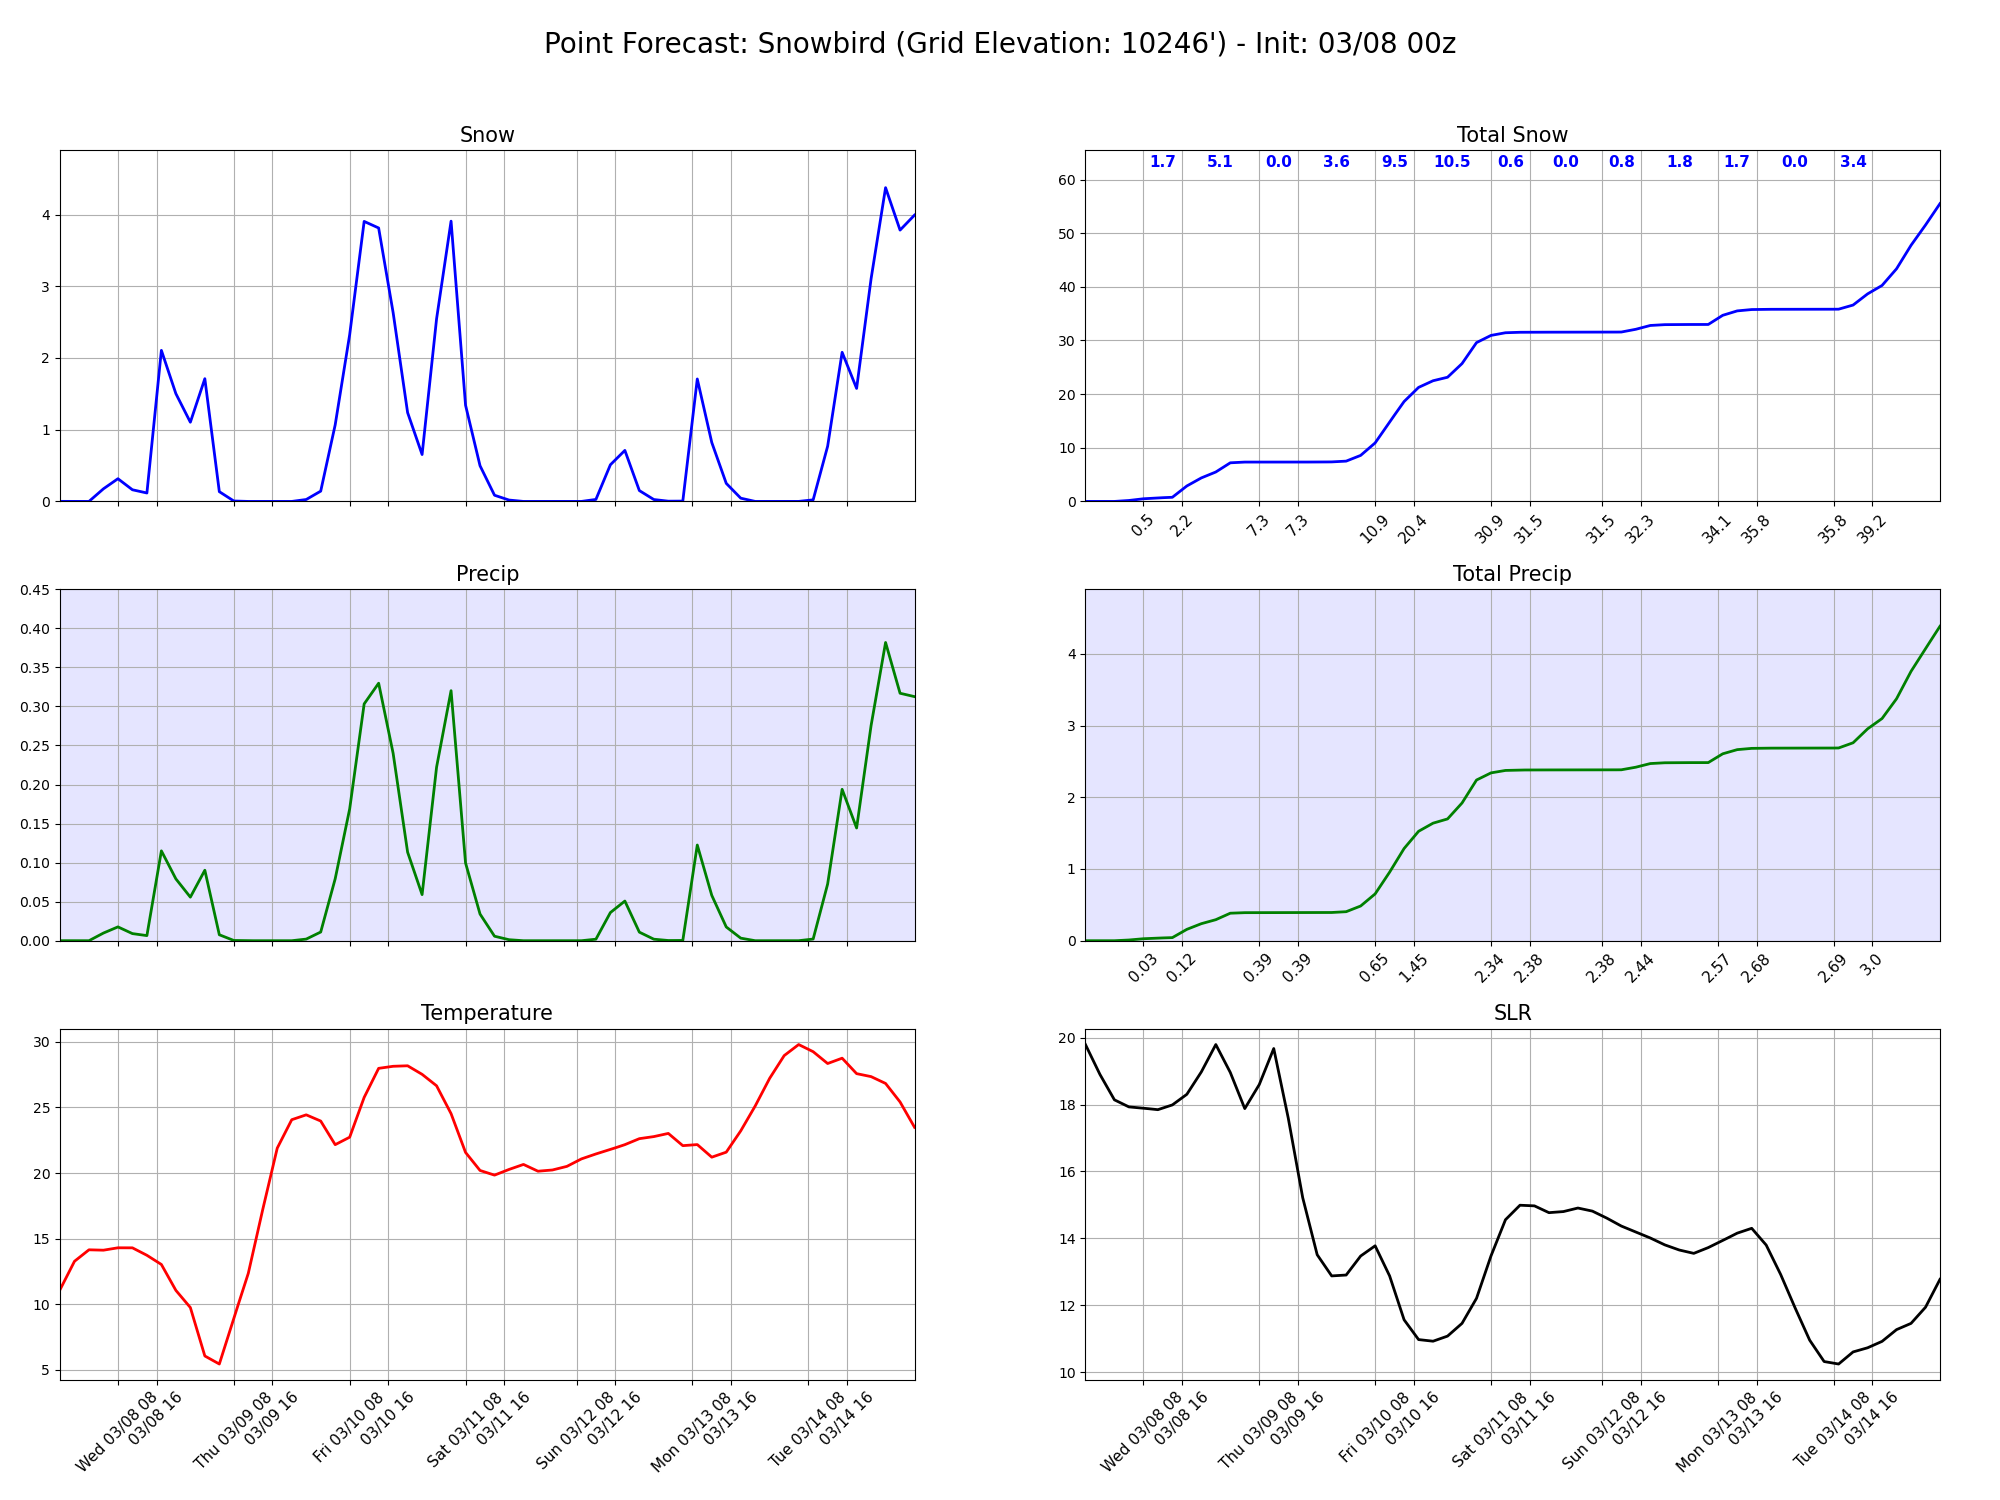 Point Forecast: Snowbird (Grid Elevation: 10246') - Init: 03/08 00z
Snow
4
3
2
1
0
Total Snow
1.7 5.1 0.0 3.6 9.5 10.5 0.6 0.0 0.8 1.8 1.7 0.0 3.4
60
50
40
30
20
10
0
0.5 2.2 7.3 7.3 10.9 20.4 30.9 31.5 31.5 32.3 34.1 35.8 35.8 39.2
Precip
0.45
0.40
0.35
0.30
0.25
0.20
0.15
0.10
0.05
0.00
Total Precip
4
3
2
1
0
0.03 0.12 0.39 0.39 0.65 1.45 2.34 2.38 2.38 2.44 2.57 2.68 2.69 3.0
Temperature
30
25
20
15
10
5
Wed 03/08 08
03/08 16
Thu 03/09 08
03/09 16
Fri 03/10 08
03/10 16
Sat 03/11 08
03/11 16
Sun 03/12 08
03/12 16
Mon 03/13 08
03/13 16
Tue 03/14 08
03/14 16
SLR
20
18
16
14
12
10
Wed 03/08 08
03/08 16
Thu 03/09 08
03/09 16
Fri 03/10 08
03/10 16
Sat 03/11 08
03/11 16
Sun 03/12 08
03/12 16
Mon 03/13 08
03/13 16
Tue 03/14 08
03/14 16